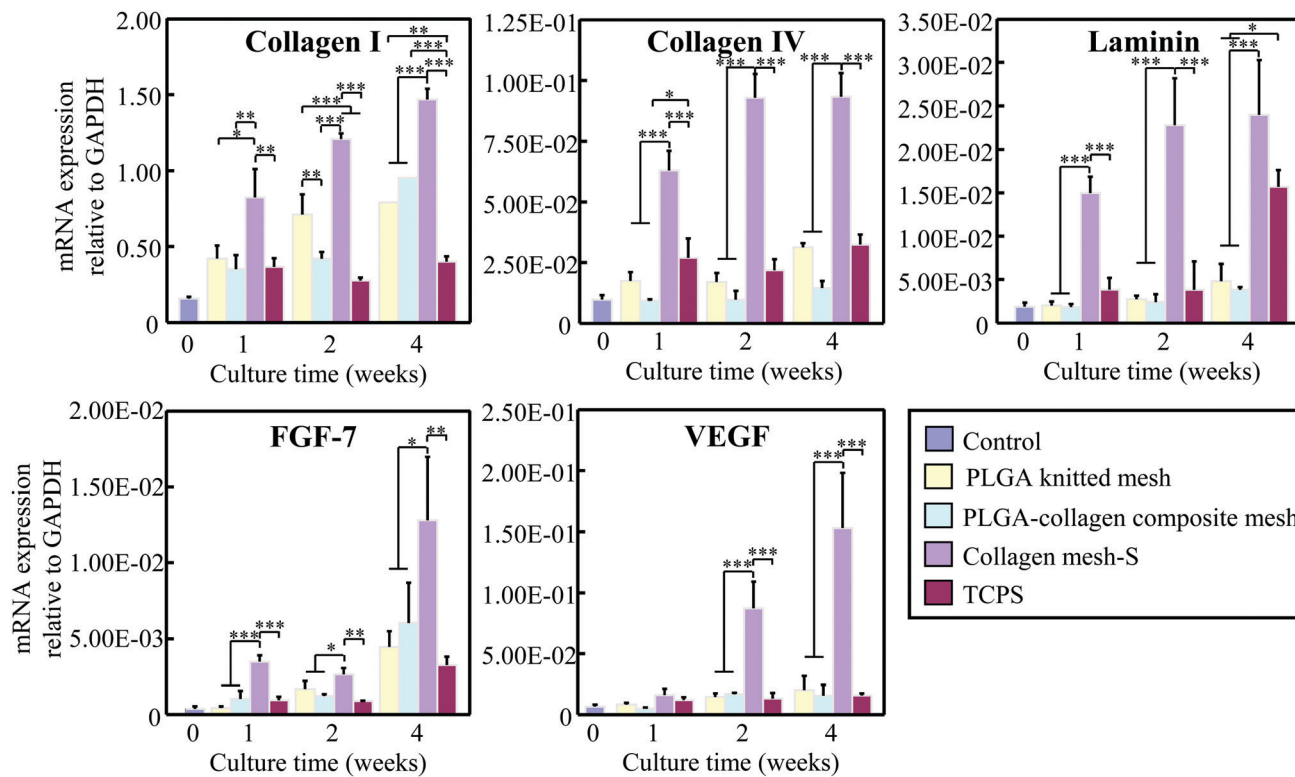 Collagen I
mRNA expression
relative to GAPDH
2.00
1.50
1.00
0.50
0
**
***
***
***
***
***
***
**
**
*
**
**
0 1 2 4
Culture time (weeks)
Collagen IV
1.25E-01
1.00E-01
7.50E-02
5.00E-02
2.50E-02
0
*
***
***
***
***
***
***
0 1 2 4
Culture time (weeks)
Laminin
3.50E-02
3.00E-02
2.50E-02
2.00E-02
1.50E-02
5.00E-03
0
*
***
***
***
***
***
0 1 2 4
Culture time (weeks)
FGF-7
mRNA expression
relative to GAPDH
2.00E-02
1.50E-02
1.00E-02
5.00E-03
0
***
***
*
**
*
**
0 1 2 4
Culture time (weeks)
VEGF
2.50E-01
2.00E-01
1.50E-01
1.00E-01
5.00E-02
0
***
***
***
***
0 1 2 4
Culture time (weeks)
Control
PLGA knitted mesh
PLGA-collagen composite mesh
Collagen mesh-S
TCPS